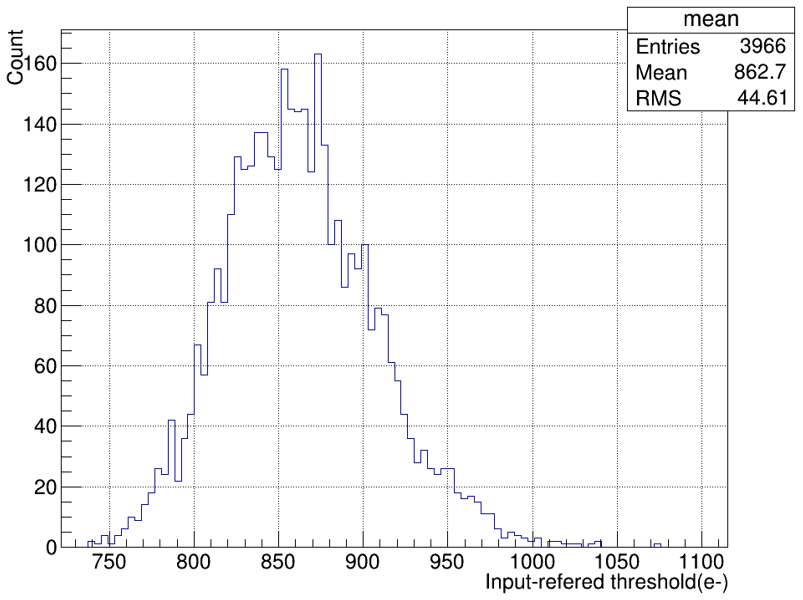 mean
Entries 3966
Mean 862.7
RMS 44.61
Count
160
140
120
100
80
60
40
20
0
750 800 850 900 950 1000 1050 1100
Input-refered threshold(e-)